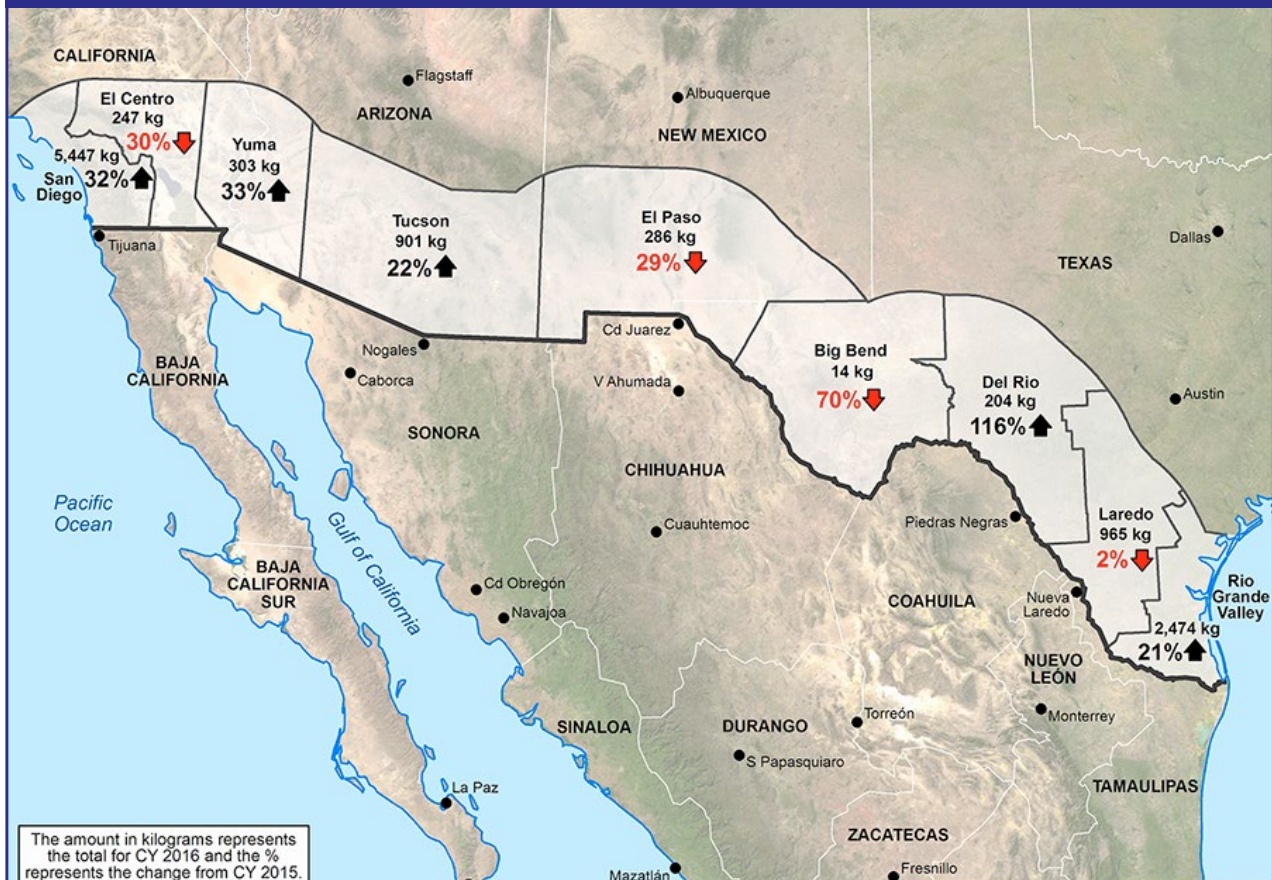 CALIFORNIA
Flagstaff
ARIZONA
Albuquerque
NEW MEXICO
El Centro
247 kg
30%
5,447 kg
32%
San
Diego
Yuma
303 kg
33%
Tucson
901 kg
22%
El Paso
286 kg
29%
Dallas
TEXAS
Tijuana
Cd Juarez
Nogales
Caborca
V Ahumada
BAJA
CALIFORNIA
SONORA
CHIHUAHUA
Big Bend
14 kg
70%
Del Rio
204 kg
116%
Austin
Pacific
Ocean
Gulf of California
Cuauhtemoc
Piedras Negras
Laredo
965 kg
2%
BAJA
CALIFORNIA
SUR
Cd Obregón
Navajoa
COAHUILA
Nueva
Laredo
Rio
Grande
Valley
2,474 kg
21%
NUEVO
LEÓN
SINALOA
DURANGO
Torreón
Monterrey
S Papasquiaro
TAMAULIPAS
La Paz
ZACATECAS
Fresnillo
Mazatlán
The amount in kilograms represents
the total for CY 2016 and the %
represents the change from CY 2015.